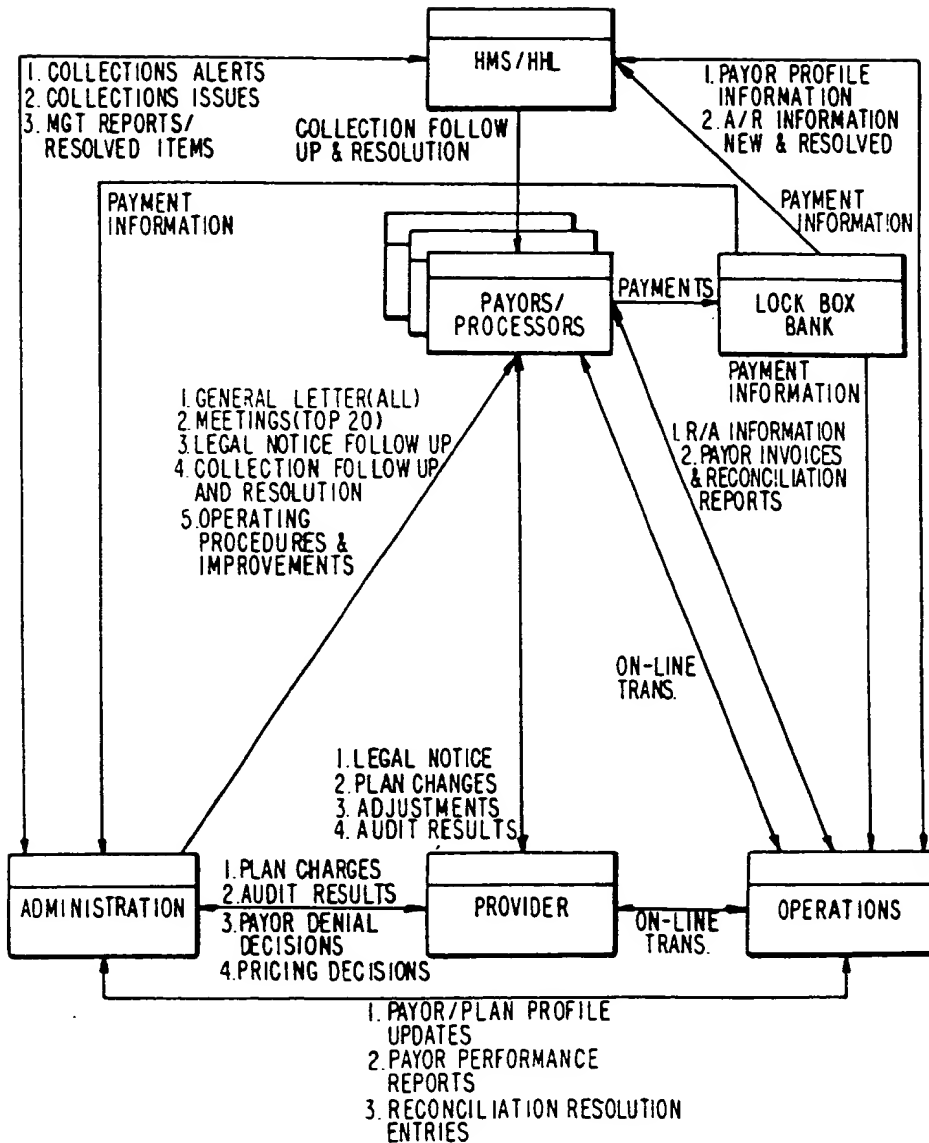 HMS/HHL
1. COLLECTIONS ALERTS
2. COLLECTIONS ISSUES
3. MGT REPORTS/
RESOLVED ITEMS
COLLECTION FOLLOW
UP & RESOLUTION
1. PAYOR PROFILE
INFORMATION
2. A/R INFORMATION
NEW & RESOLVED
PAYMENT
INFORMATION
PAYMENT
INFORMATION
PAYORS/
PROCESSORS
PAYMENTS
LOCK BOX
BANK
PAYMENT
INFORMATION
1. GENERAL LETTER(ALL)
2. MEETINGS(TOP 20)
3. LEGAL NOTICE FOLLOW UP
4. COLLECTION FOLLOW UP
AND RESOLUTION
5. OPERATING
PROCEDURES &
IMPROVEMENTS
1. R/A INFORMATION
2. PAYOR INVOICES
& RECONCILIATION
REPORTS
ON-LINE
TRANS.
1. LEGAL NOTICE
2. PLAN CHANGES
3. ADJUSTMENTS
4. AUDIT RESULTS
ADMINISTRATION
1. PLAN CHARGES
2. AUDIT RESULTS
3. PAYOR DENIAL
DECISIONS
4. PRICING DECISIONS
PROVIDER
ON-LINE
TRANS.
OPERATIONS
1. PAYOR/PLAN PROFILE
UPDATES
2. PAYOR PERFORMANCE
REPORTS
3. RECONCILIATION RESOLUTION
ENTRIES